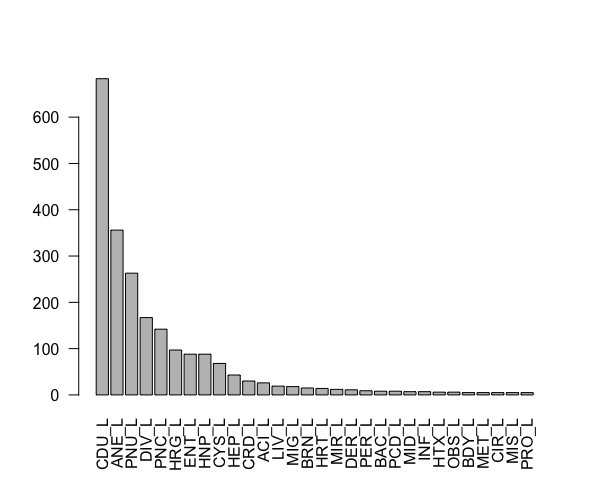 600
500
400
300
200
100
0
CDU_L
ANE_L
PNU_L
DIV_L
PNC_L
HRG_L
ENT_L
HNP_L
CYS_L
HEP_L
CRD_L
ACI_L
LIV_L
MIG_L
BRN_L
HRT_L
MIR_L
DER_L
PER_L
BAC_L
PCD_L
MID_L
INF_L
HTX_L
OBS_L
BDY_L
MET_L
CIR_L
MIS_L
PRO_L